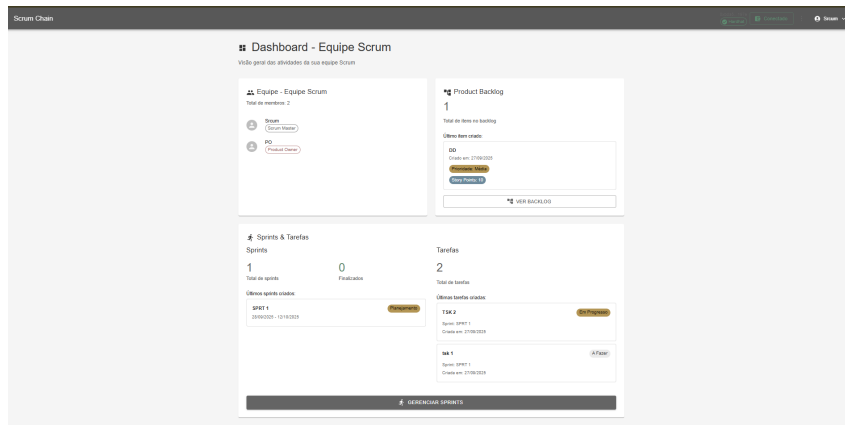 Scrum Chain
Conectado
Srcum
Dashboard - Equipe Scrum
Visão geral das atividades da sua equipe Scrum
Equipe - Equipe Scrum
Total de membros: 2
Srcum
Scrum Master
PO
Product Owner
Product Backlog
1
Total de itens no backlog
Último item criado:
DD
Criado em: 27/09/2025
Prioridade: Média
Story Points: 10
VER BACKLOG
Sprints & Tarefas
Sprints
1
Total de sprints
0
Finalizados
Últimos sprints criados:
SPRT 1
Planejamento
28/09/2025 - 12/10/2025
Tarefas
2
Total de tarefas
Últimas tarefas criadas:
TSK 2
Em Progresso
Sprint: SPRT 1
Criada em: 27/09/2025
tsk 1
A Fazer
Sprint: SPRT 1
Criada em: 27/09/2025
GERENCIAR SPRINTS